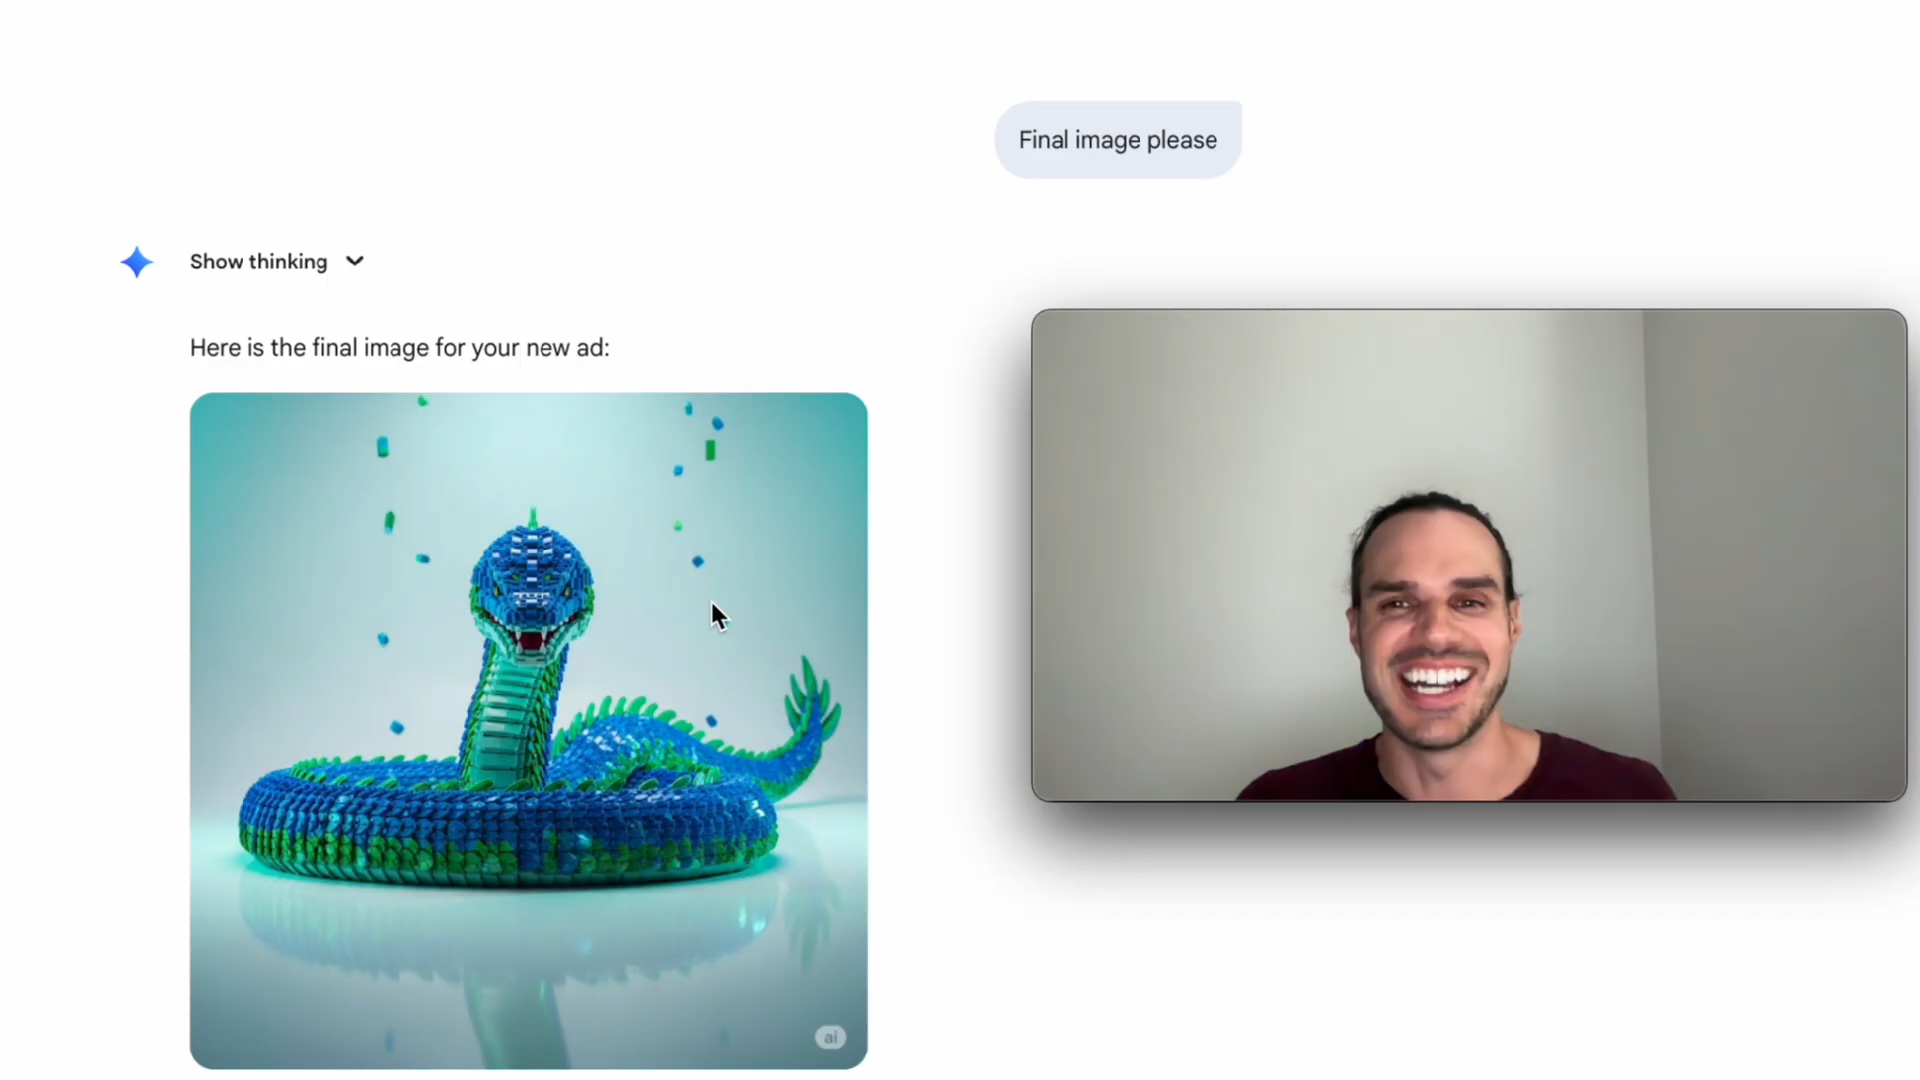 Final image please
Show thinking
Here is the final image for your new ad:
ai